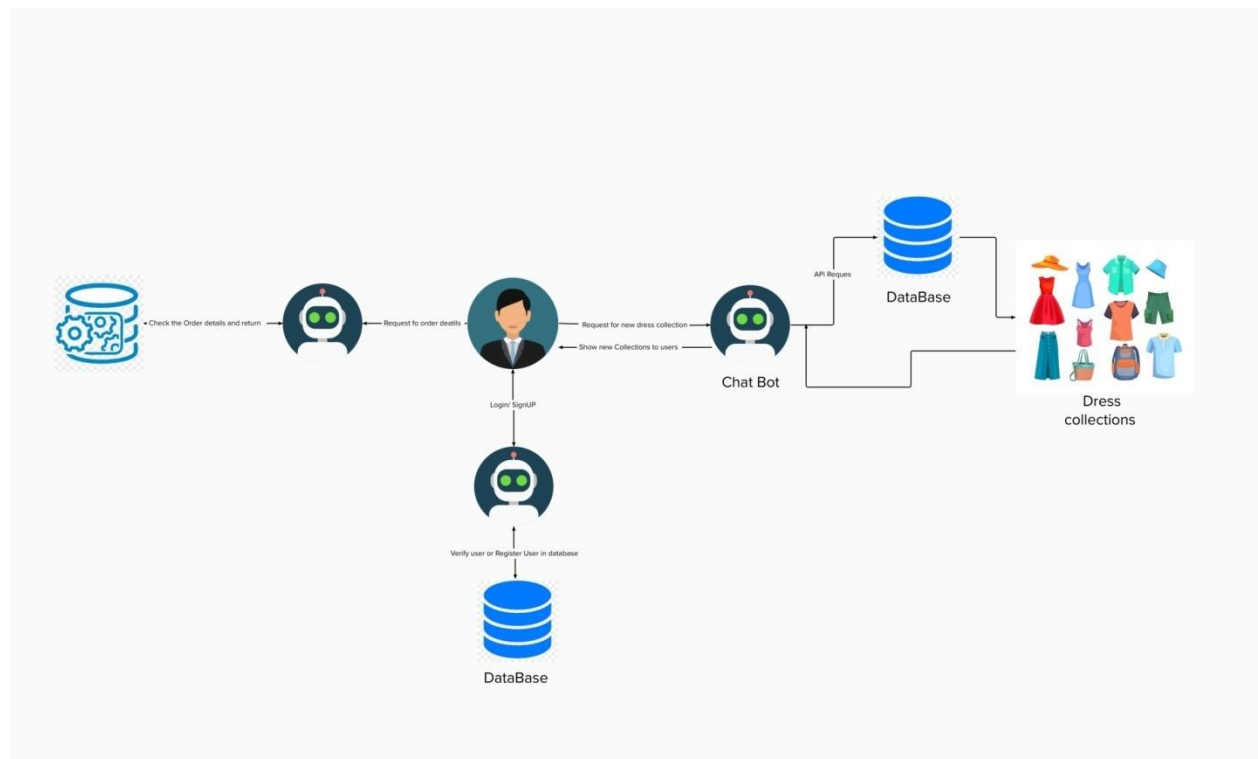 DataBase
API Reques
Check the Order details and return
Request fo order deatils
Request for new dress collection
Show new Collections to users
Chat Bot
Dress
collections
Login/ SignUP
Verify user or Register User in database
DataBase